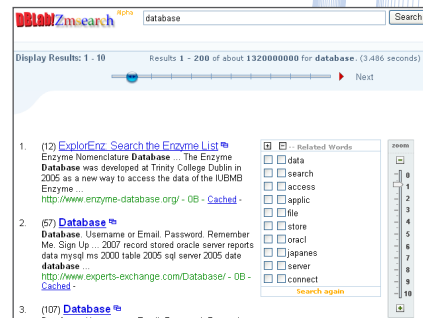 DBLab! Zmsearch Alpha database Search
Display Results: 1 - 10
Results 1 - 200 of about 1320000000 for database. (3.486 seconds)
Next
1. (12) ExplorEnz: Search the Enzyme List
Enzyme Nomenclature Database ... The Enzyme
Database was developed at Trinity College Dublin in
2005 as a new way to access the data of the IUBMB
Enzyme ...
http://www.enzyme-database.org/ - 0B - Cached -
2. (57) Database
Database. Username or Email. Password. Remember
Me. Sign Up ... 2007 record stored oracle server reports
data mysql ms 2000 table 2005 sql server 2005 date
database ...
http://www.experts-exchange.com/Database/ - 0B -
Cached -
3. (107) Database
+ - -- Related Words
data
search
access
applic
file
store
oracl
japanes
server
connect
Search again
zoom
-
0
1
2
3
4
5
6
7
8
9
10
+